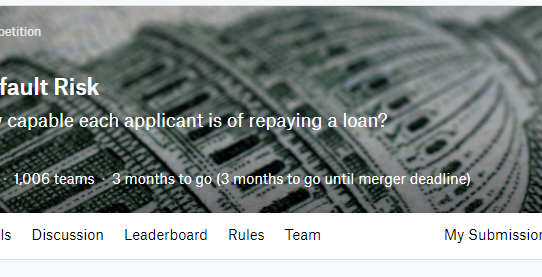 petition
fault Risk
y capable each applicant is of repaying a loan?
· 1,006 teams · 3 months to go (3 months to go until merger deadline)
ls Discussion Leaderboard Rules Team My Submission